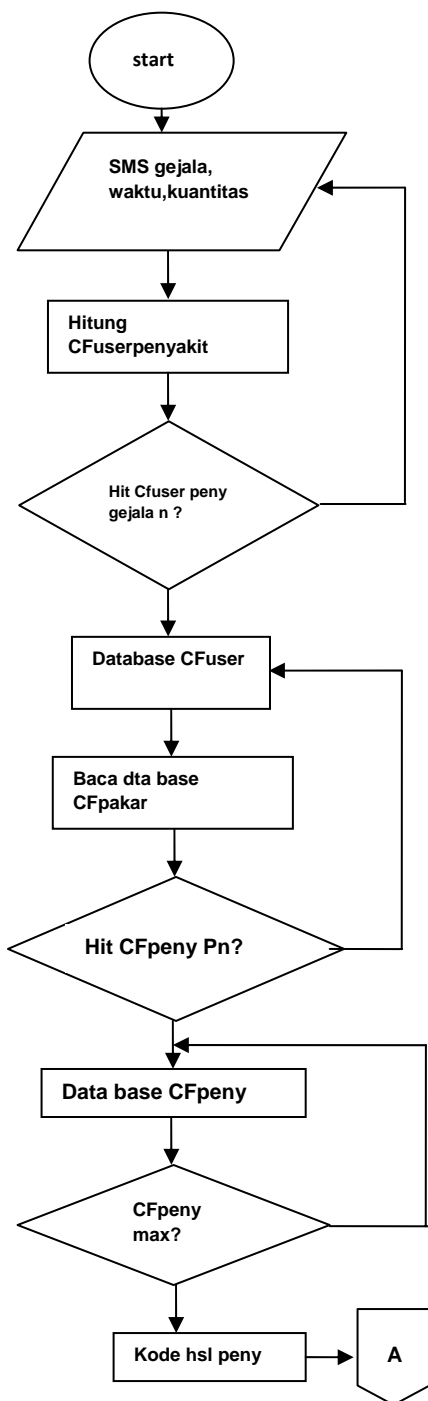 start
SMS gejala,
waktu,kuantitas
Hitung
CFuserpenyakit
Hit Cfuser peny
gejala n ?
Database CFuser
Baca dta base
CFpakar
Hit CFpeny Pn?
Data base CFpeny
CFpeny
max?
Kode hsl peny
A